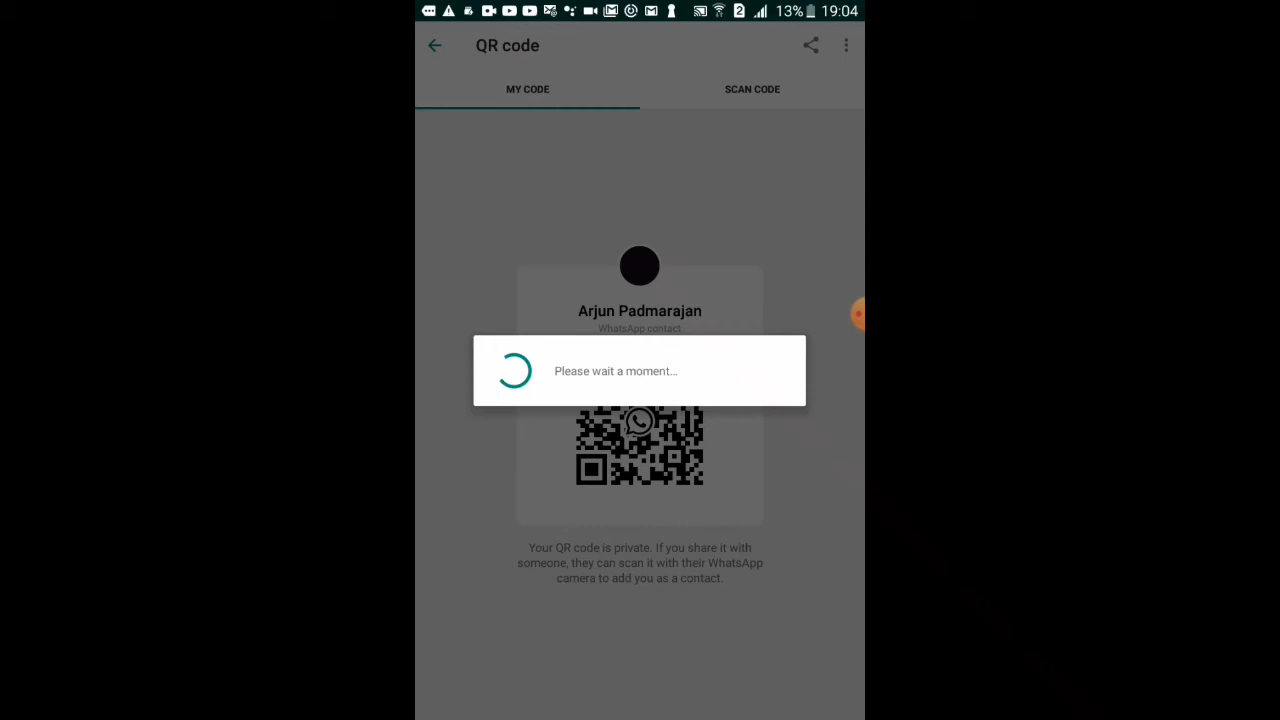 13% 19:04
QR code
MY CODE
SCAN CODE
Arjun Padmarajan
WhatsApp contact
Please wait a moment...
Your QR code is private. If you share it with
someone, they can scan it with their WhatsApp
camera to add you as a contact.